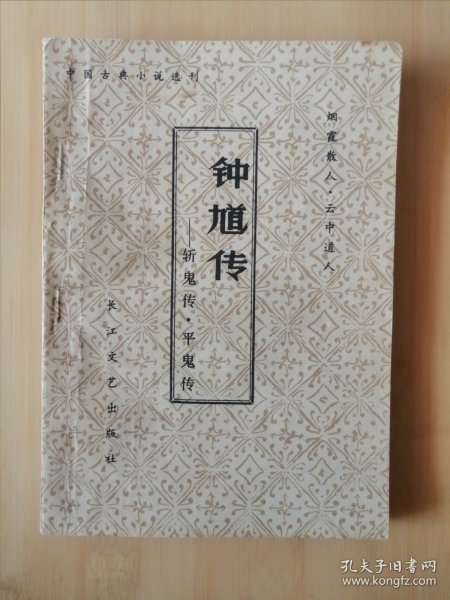 中国古典小说选刊
烟霞散人·云中道人
钟馗传
——斩鬼传·平鬼传
长江文艺出版社
孔夫子旧书网
www.kongfz.com